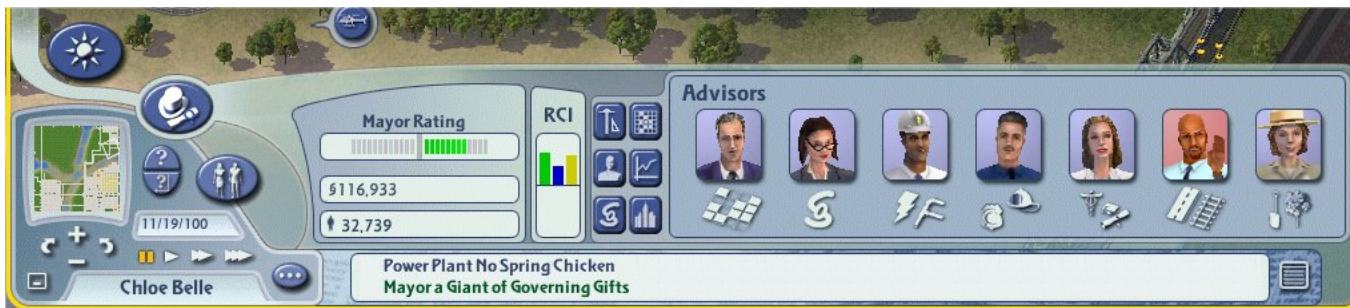 Advisors
Mayor Rating
RCI
§116,933
32,739
11/19/100
Chloe Belle
Power Plant No Spring Chicken
Mayor a Giant of Governing Gifts